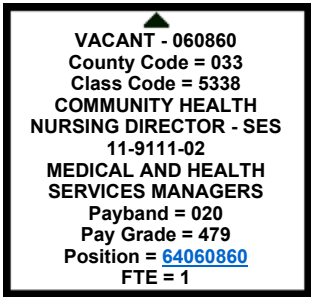 VACANT - 060860
County Code = 033
Class Code = 5338
COMMUNITY HEALTH
NURSING DIRECTOR - SES
11-9111-02
MEDICAL AND HEALTH
SERVICES MANAGERS
Payband = 020
Pay Grade = 479
Position = 64060860
FTE = 1